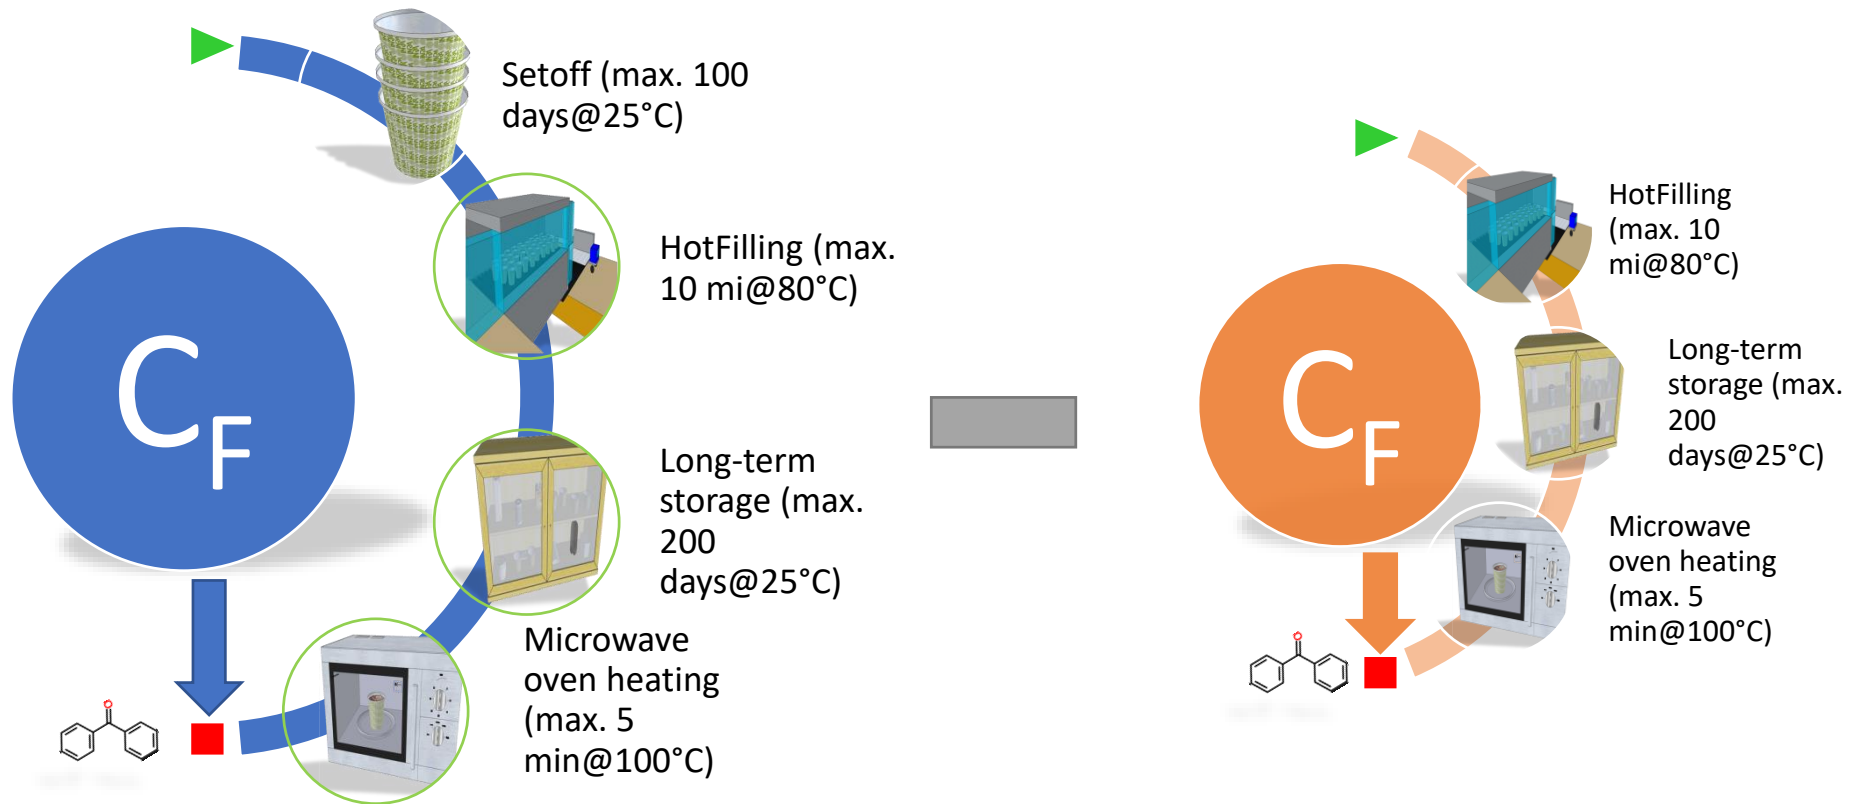 Setoff (max. 100
days@25°C)
HotFilling (max.
10 mi@80°C)
Long-term
storage (max.
200
days@25°C)
Microwave
oven heating
(max. 5
min@100°C)
C
F
HotFilling
(max. 10
mi@80°C)
Long-term
storage (max.
200
days@25°C)
Microwave
oven heating
(max. 5
min@100°C)
C
F